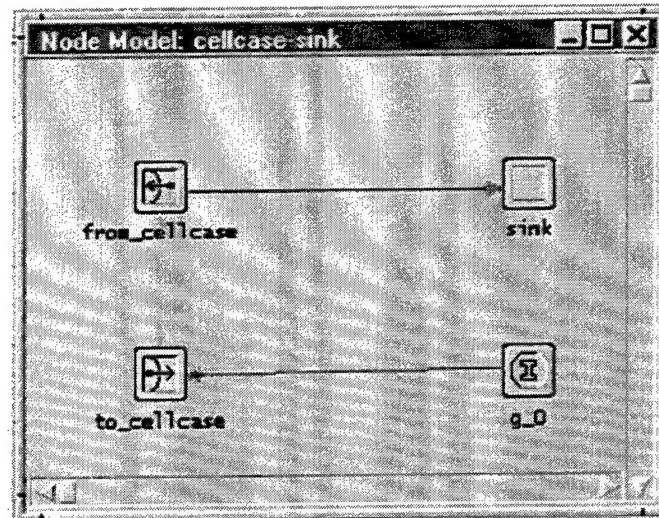 Node Model: cellcase-sink
from_cellcase
sink
to_cellcase
g_0